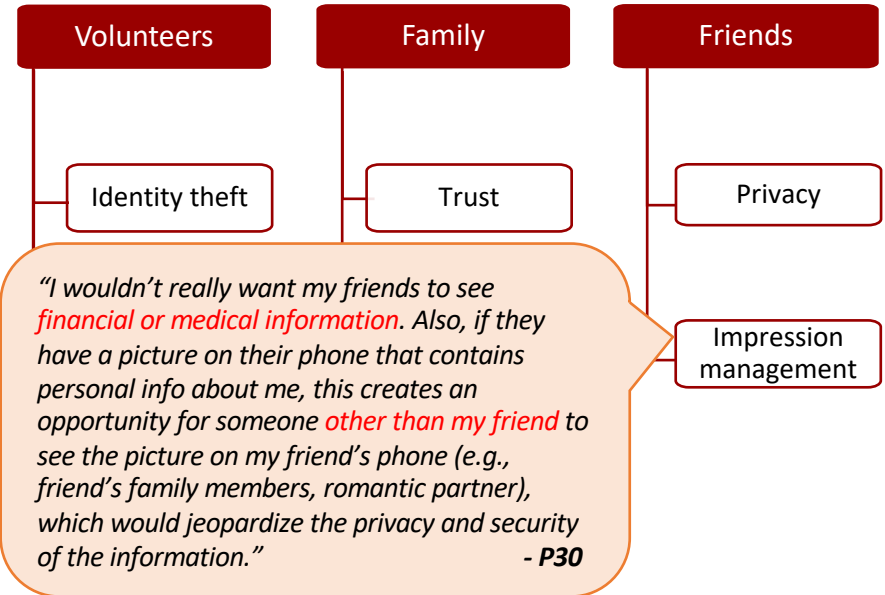 Volunteers
Family
Friends
Identity theft
Trust
Privacy
Impression
management
“I wouldn’t really want my friends to see
financial or medical information. Also, if they
have a picture on their phone that contains
personal info about me, this creates an
opportunity for someone other than my friend to
see the picture on my friend’s phone (e.g.,
friend’s family members, romantic partner),
which would jeopardize the privacy and security
of the information.” - P30